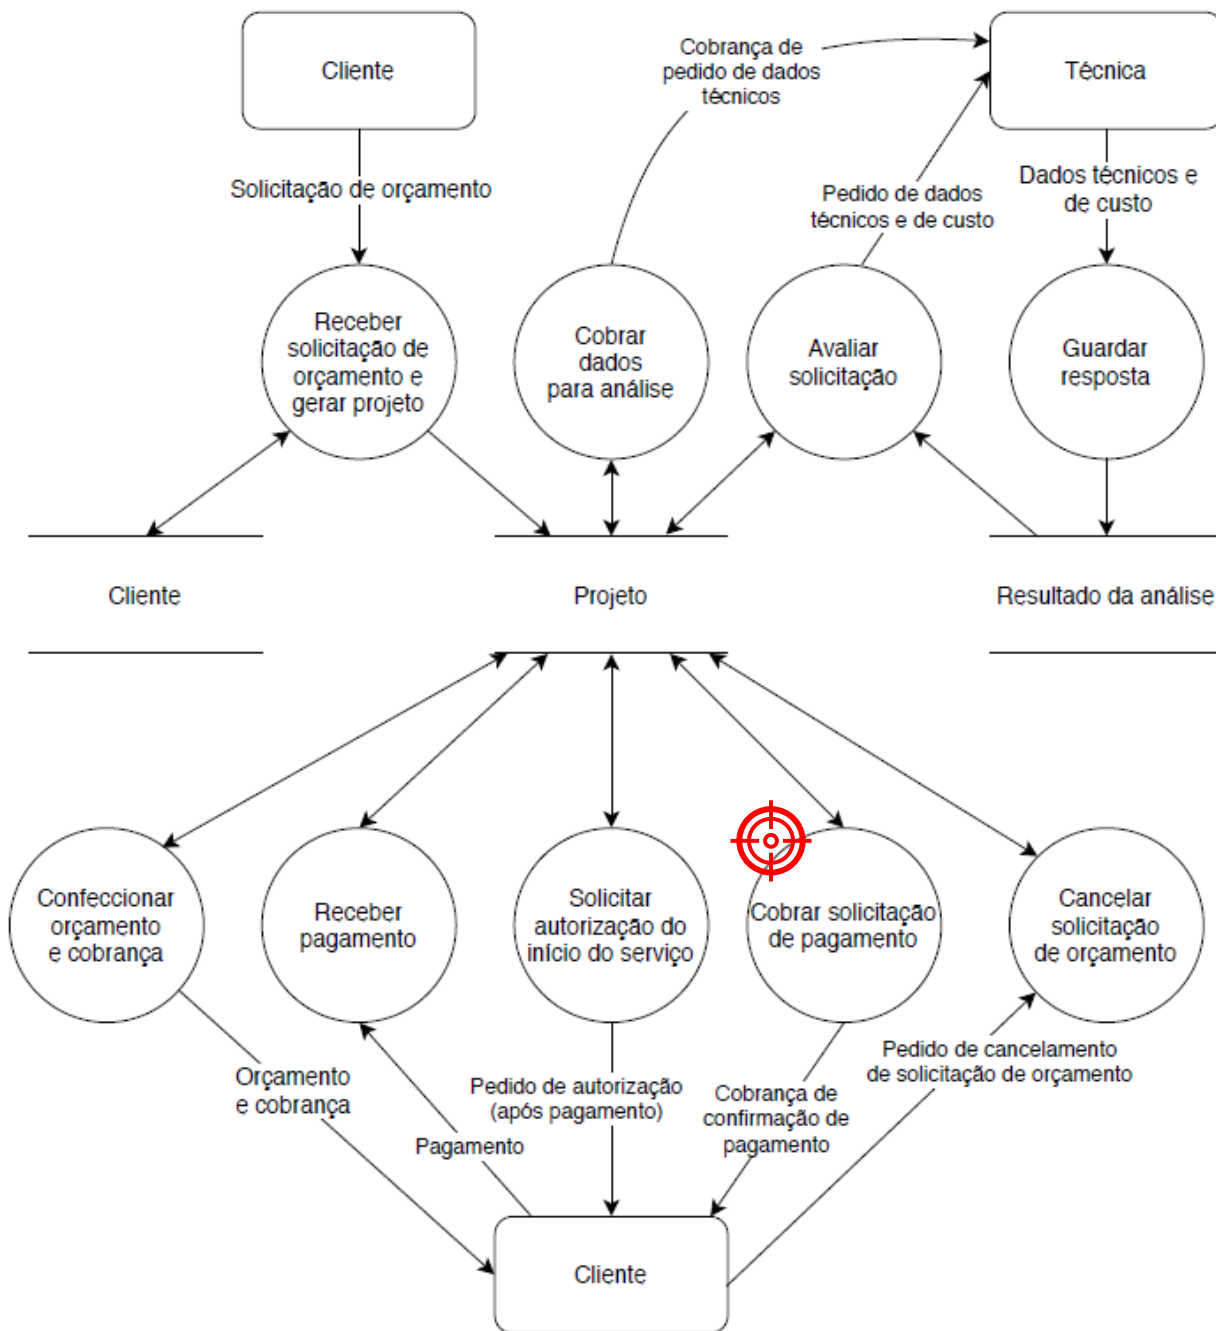 Cliente
Cobrança de
pedido de dados
técnicos
Técnica
Solicitação de orçamento
Pedido de dados
técnicos e de custo
Dados técnicos e
de custo
Receber
solicitação de
orçamento e
gerar projeto
Cobrar
dados
para análise
Avaliar
solicitação
Guardar
resposta
Cliente
Projeto
Resultado da análise
Confeccionar
orçamento
e cobrança
Receber
pagamento
Solicitar
autorização do
início do serviço
Cobrar solicitação
de pagamento
Cancelar
solicitação
de orçamento
Orçamento
e cobrança
Pagamento
Pedido de autorização
(após pagamento)
Cobrança de
confirmação de
pagamento
Pedido de cancelamento
de solicitação de orçamento
Cliente